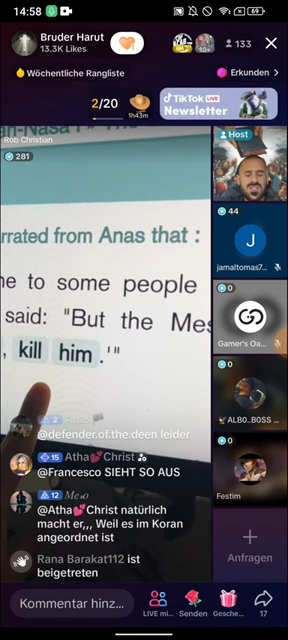 14:58
69
Bruder Harut
13.3K Likes
10+
133
Wöchentliche Rangliste
Erkunden >
2/20
1h43m
TikTok LIVE
Newsletter
Rob Christian
281
Host
rrated from Anas that :
ne to some people
said: "But the Mes
, kill him .'"
44
J
jamaltomas7...
0
Gamer's Oa...
0
ALB0..B0SS ...
0
Festim
2
@defender.of.the.deen leider
15 Atha💕Christ
@Francesco SIEHT SO AUS
12 Mewo
@Atha💕Christ natürlich
macht er,,, Weil es im Koran
angeordnet ist
Rana Barakat112 ist
beigetreten
Anfragen
Kommentar hinz...
LIVE mi...
Senden
Gesche...
17